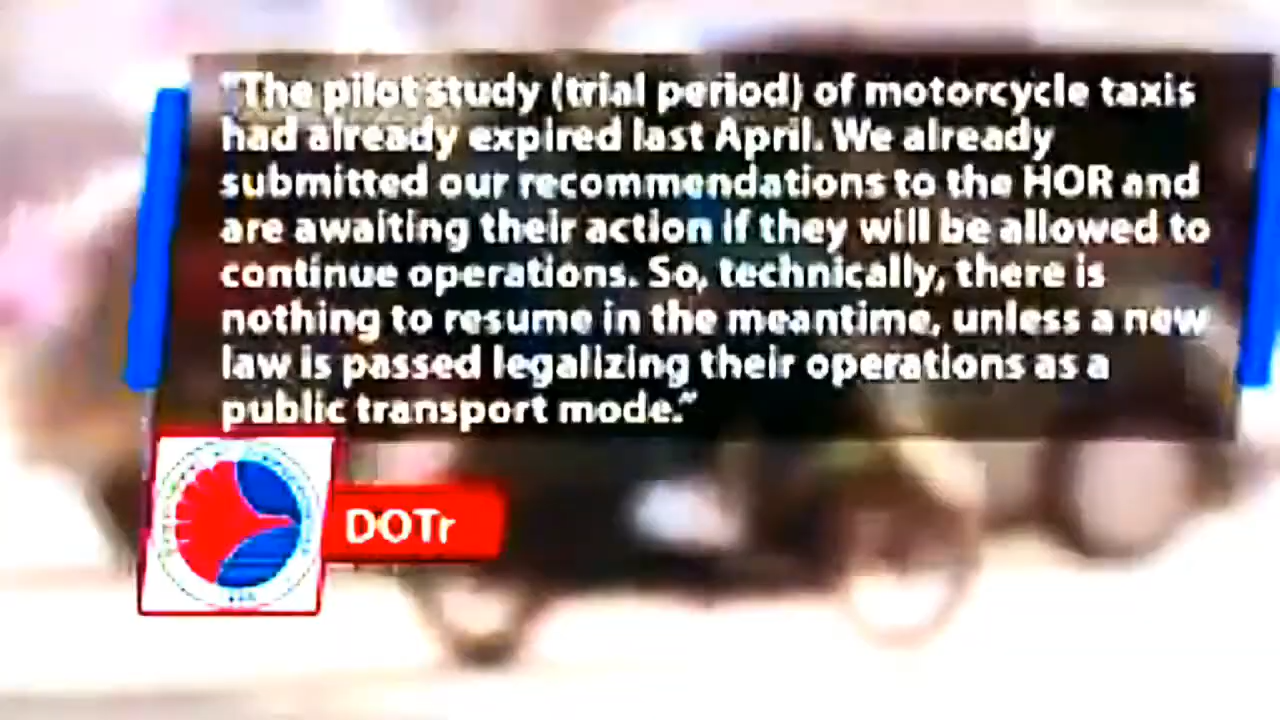 "The pilot study (trial period) of motorcycle taxis
had already expired last April. We already
submitted our recommendations to the HOR and
are awaiting their action if they will be allowed to
continue operations. So, technically, there is
nothing to resume in the meantime, unless a new
law is passed legalizing their operations as a
public transport mode."
DOTr